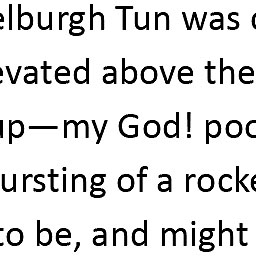 elburgh Tun was
evated above the
up—my God! poo
ursting of a rocke
to be, and might